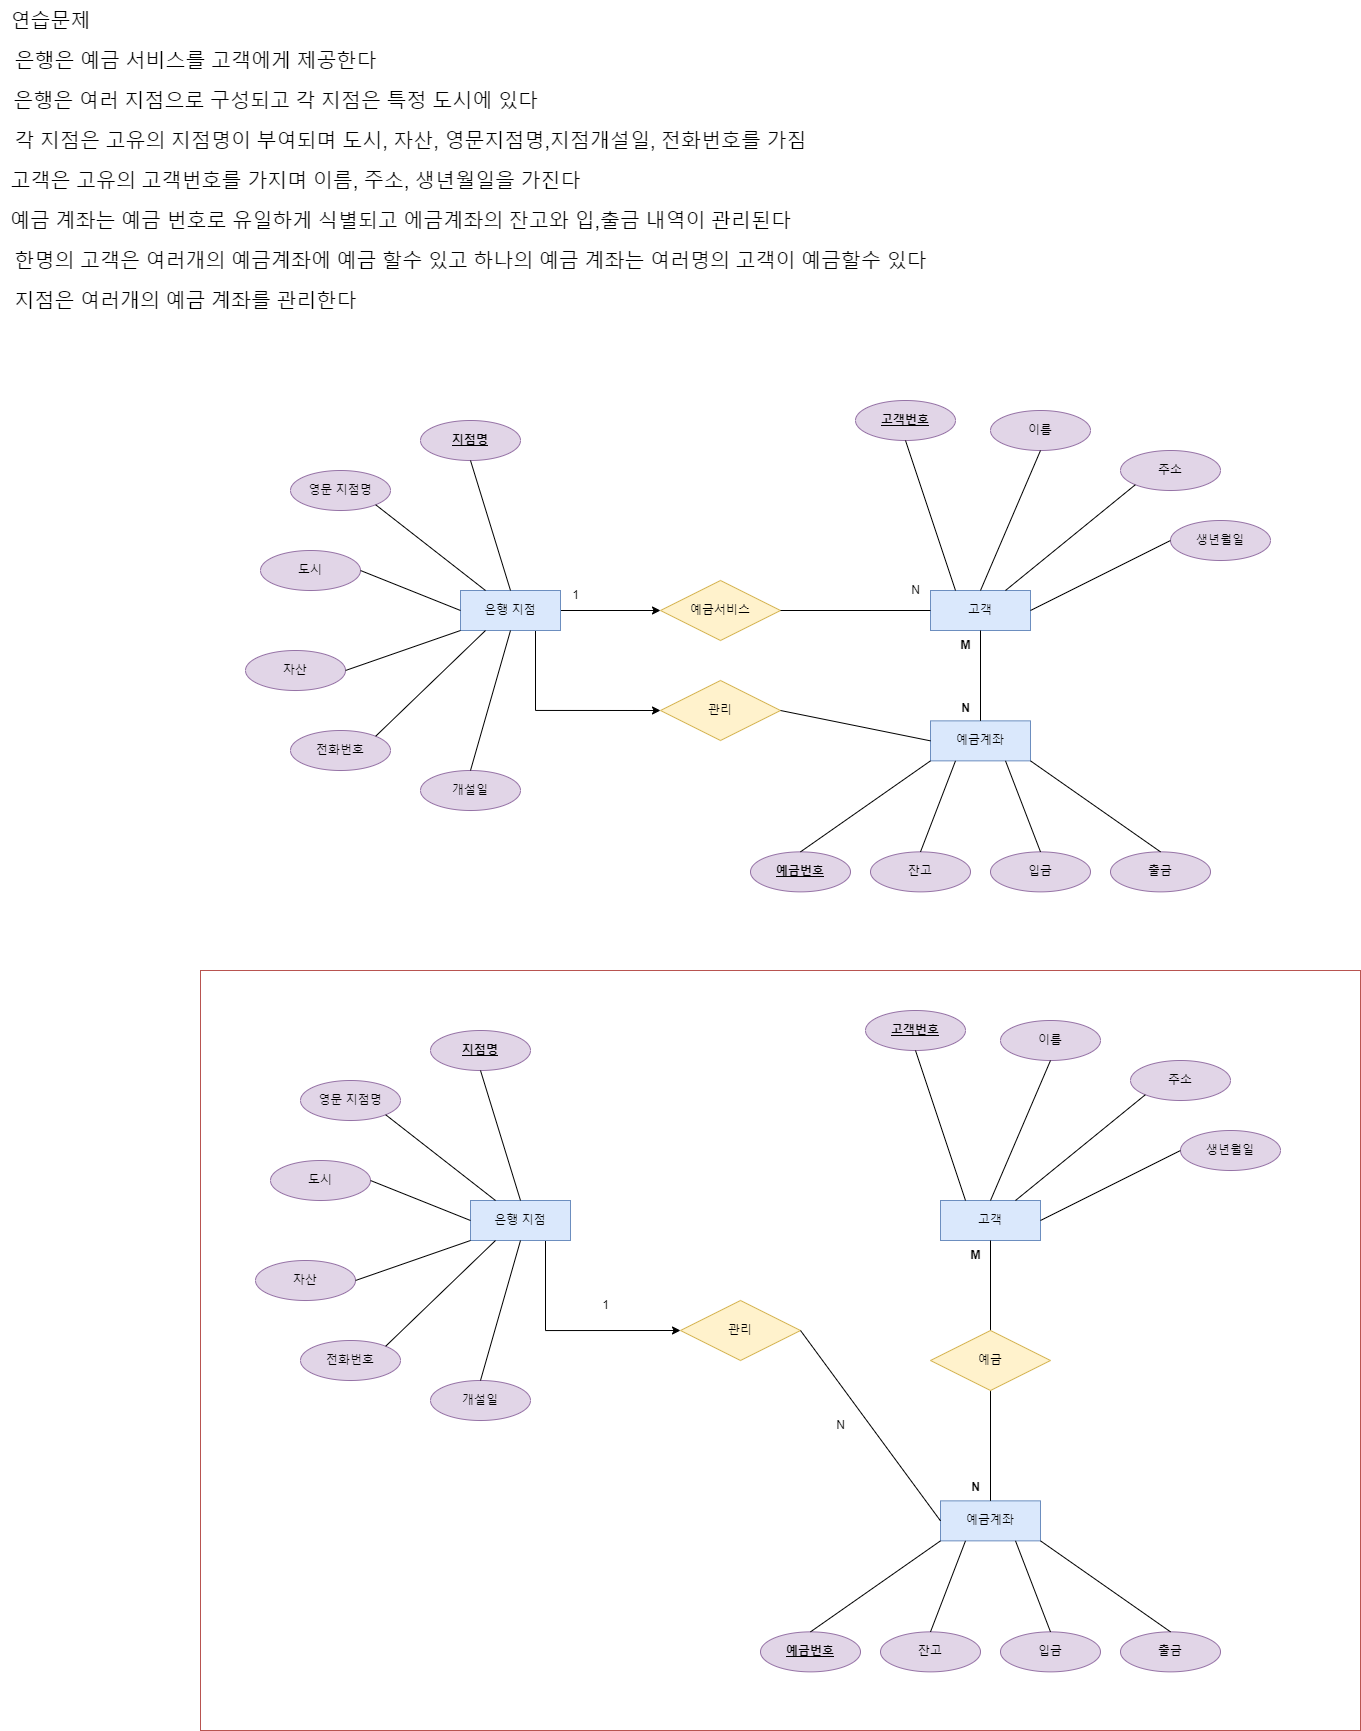 연습문제
은행은 예금 서비스를 고객에게 제공한다
은행은 여러 지점으로 구성되고 각 지점은 특정 도시에 있다
각 지점은 고유의 지점명이 부여되며 도시, 자산, 영문지점명,지점개설일, 전화번호를 가짐
고객은 고유의 고객번호를 가지며 이름, 주소, 생년월일을 가진다
예금 계좌는 예금 번호로 유일하게 식별되고 에금계좌의 잔고와 입,출금 내역이 관리된다
한명의 고객은 여러개의 예금계좌에 예금 할수 있고 하나의 예금 계좌는 여러명의 고객이 예금할수 있다
지점은 여러개의 예금 계좌를 관리한다
고객번호
이름
지점명
주소
영문 지점명
생년월일
도시
은행 지점
1
예금서비스
N
고객
M
자산
관리
N
예금계좌
전화번호
개설일
예금번호
잔고
입금
출금
고객번호
이름
지점명
주소
영문 지점명
생년월일
도시
은행 지점
고객
M
자산
1
관리
예금
전화번호
개설일
N
N
예금계좌
예금번호
잔고
입금
출금